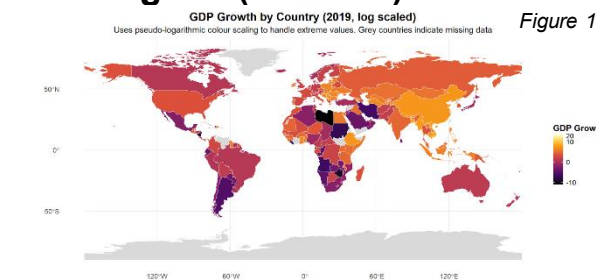 Figure 1
GDP Growth by Country (2019, log scaled)
Uses pseudo-logarithmic colour scaling to handle extreme values. Grey countries indicate missing data
50°N
0°
50°S
120°W
60°W
0°
60°E
120°E
GDP Grow
20
10
0
-10